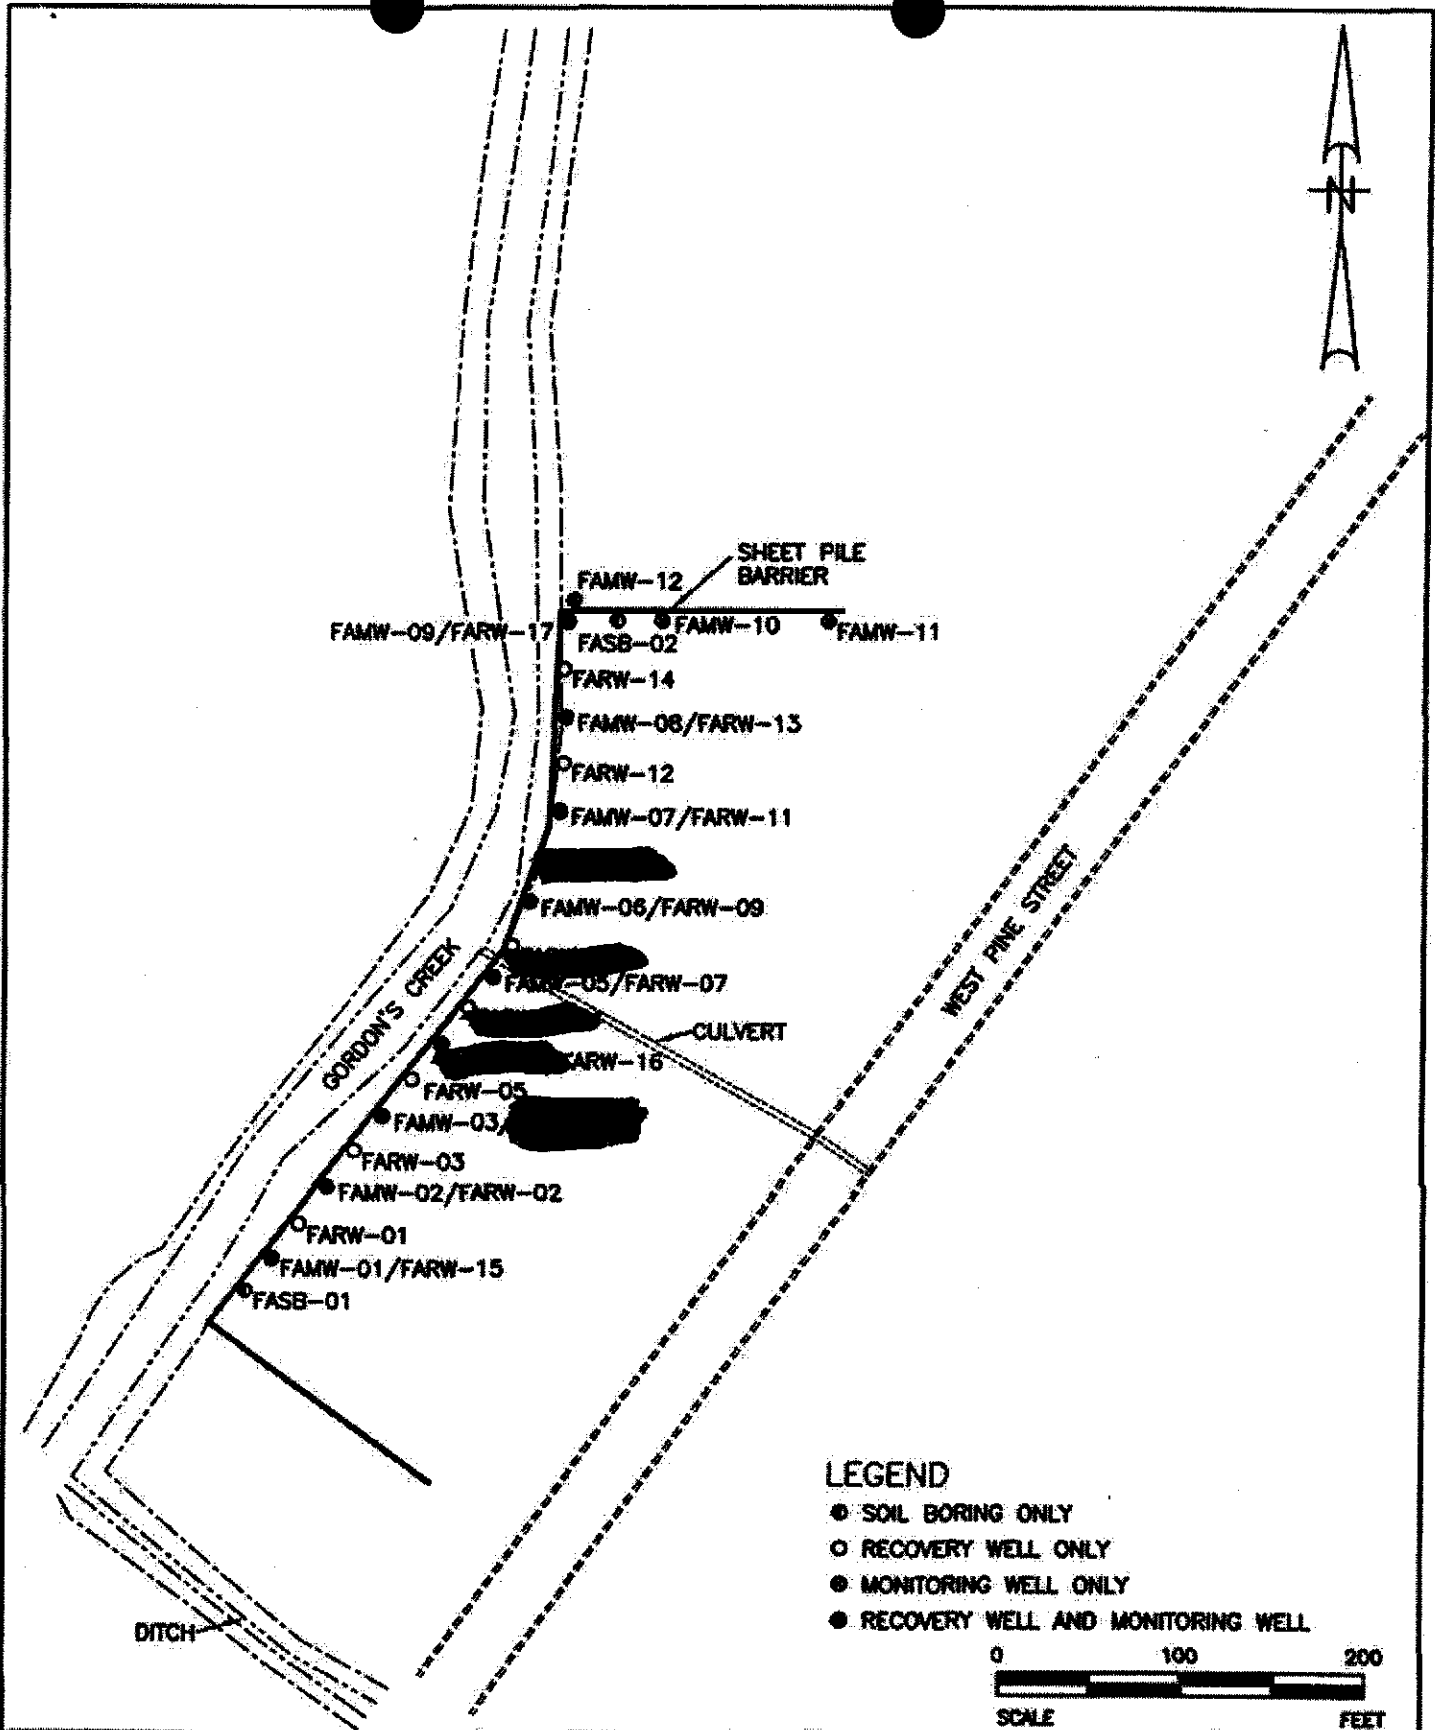 N
SHEET PILE
BARRIER
FAMW-12
FAMW-09/FARW-17
FASB-02
FAMW-10
FAMW-11
FARW-14
FAMW-08/FARW-13
FARW-12
FAMW-07/FARW-11
FAMW-06/FARW-09
FAMW-05/FARW-07
GORDON'S CREEK
WEST PINE STREET
CULVERT
FARW-16
FARW-05
FAMW-03/
FARW-03
FAMW-02/FARW-02
FARW-01
FAMW-01/FARW-15
FASB-01
DITCH
LEGEND
SOIL BORING ONLY
RECOVERY WELL ONLY
MONITORING WELL ONLY
RECOVERY WELL AND MONITORING WELL
0 100 200
SCALE FEET